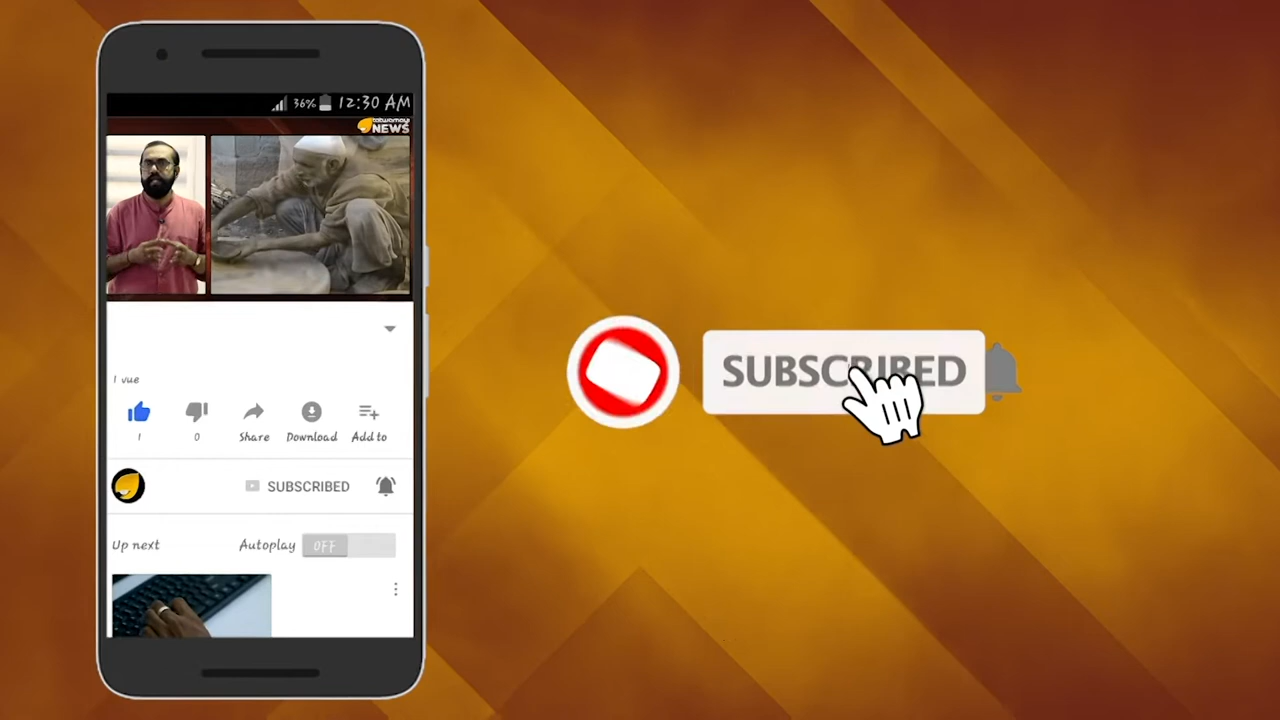 36% 12:30 AM
tatwamayi
NEWS
1 vue
1 0 Share Download Add to
SUBSCRIBED
Up next Autoplay OFF
SUBSCRIBED